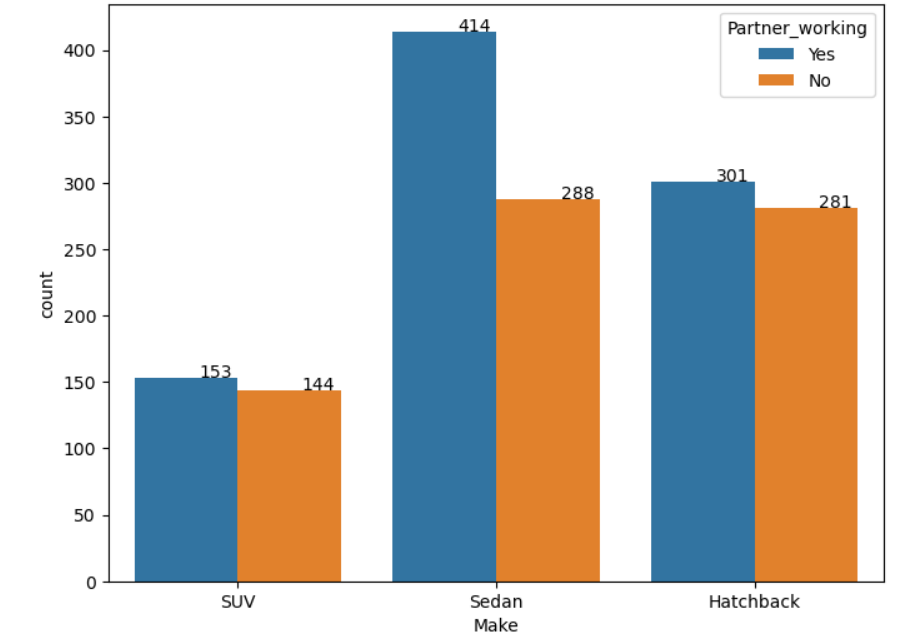 Partner_working
Yes
No
414
288
301
281
153
144
400
350
300
250
200
150
100
50
0
count
SUV Sedan Hatchback
Make